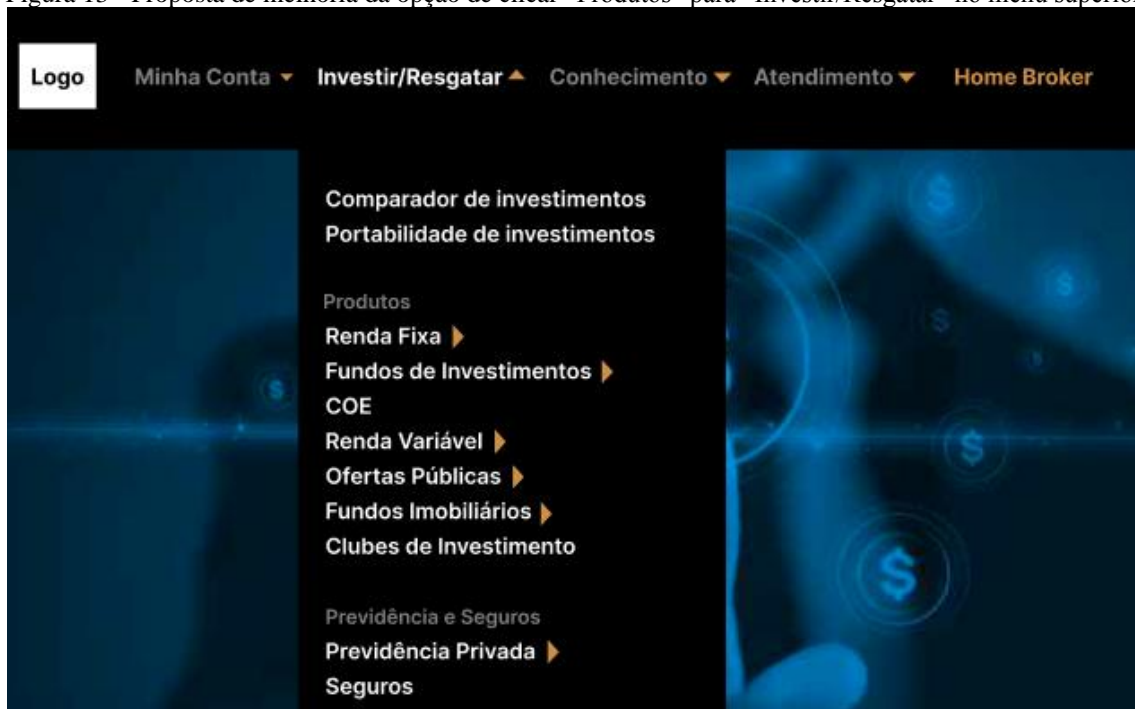 Logo
Minha Conta Investir/Resgatar Conhecimento Atendimento Home Broker
Comparador de investimentos
Portabilidade de investimentos
Produtos
Renda Fixa
Fundos de Investimentos
COE
Renda Variável
Ofertas Públicas
Fundos Imobiliários
Clubes de Investimento
Previdência e Seguros
Previdência Privada
Seguros
$
$
$
$
$
$